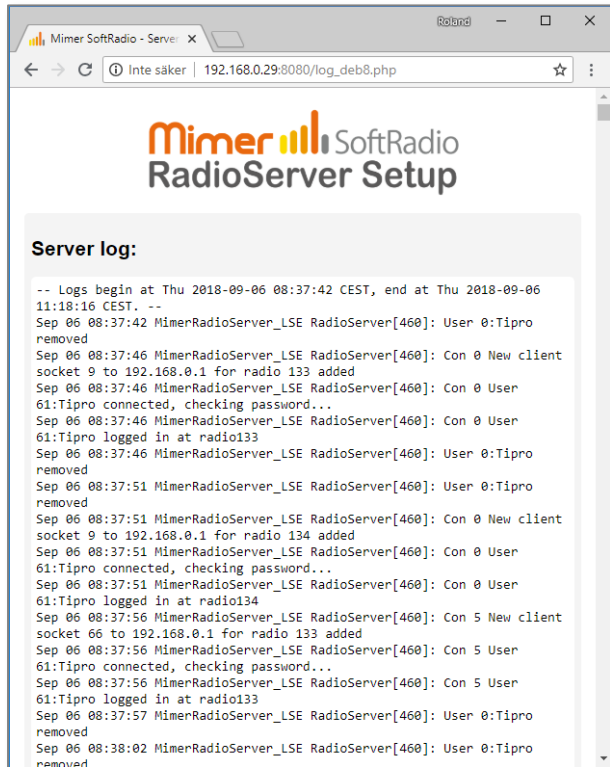 Roland
Mimer SoftRadio - Server
Inte säker | 192.168.0.29:8080/log_deb8.php
Mimer SoftRadio
RadioServer Setup
Server log:
-- Logs begin at Thu 2018-09-06 08:37:42 CEST, end at Thu 2018-09-06
11:18:16 CEST. --
Sep 06 08:37:42 MimerRadioServer_LSE RadioServer[460]: User 0:Tipro
removed
Sep 06 08:37:46 MimerRadioServer_LSE RadioServer[460]: Con 0 New client
socket 9 to 192.168.0.1 for radio 133 added
Sep 06 08:37:46 MimerRadioServer_LSE RadioServer[460]: Con 0 User
61:Tipro connected, checking password...
Sep 06 08:37:46 MimerRadioServer_LSE RadioServer[460]: Con 0 User
61:Tipro logged in at radio133
Sep 06 08:37:46 MimerRadioServer_LSE RadioServer[460]: User 0:Tipro
removed
Sep 06 08:37:51 MimerRadioServer_LSE RadioServer[460]: User 0:Tipro
removed
Sep 06 08:37:51 MimerRadioServer_LSE RadioServer[460]: Con 0 New client
socket 9 to 192.168.0.1 for radio 134 added
Sep 06 08:37:51 MimerRadioServer_LSE RadioServer[460]: Con 0 User
61:Tipro connected, checking password...
Sep 06 08:37:51 MimerRadioServer_LSE RadioServer[460]: Con 0 User
61:Tipro logged in at radio134
Sep 06 08:37:56 MimerRadioServer_LSE RadioServer[460]: Con 5 New client
socket 66 to 192.168.0.1 for radio 133 added
Sep 06 08:37:56 MimerRadioServer_LSE RadioServer[460]: Con 5 User
61:Tipro connected, checking password...
Sep 06 08:37:56 MimerRadioServer_LSE RadioServer[460]: Con 5 User
61:Tipro logged in at radio133
Sep 06 08:37:57 MimerRadioServer_LSE RadioServer[460]: User 0:Tipro
removed
Sep 06 08:38:02 MimerRadioServer_LSE RadioServer[460]: User 0:Tipro
removed